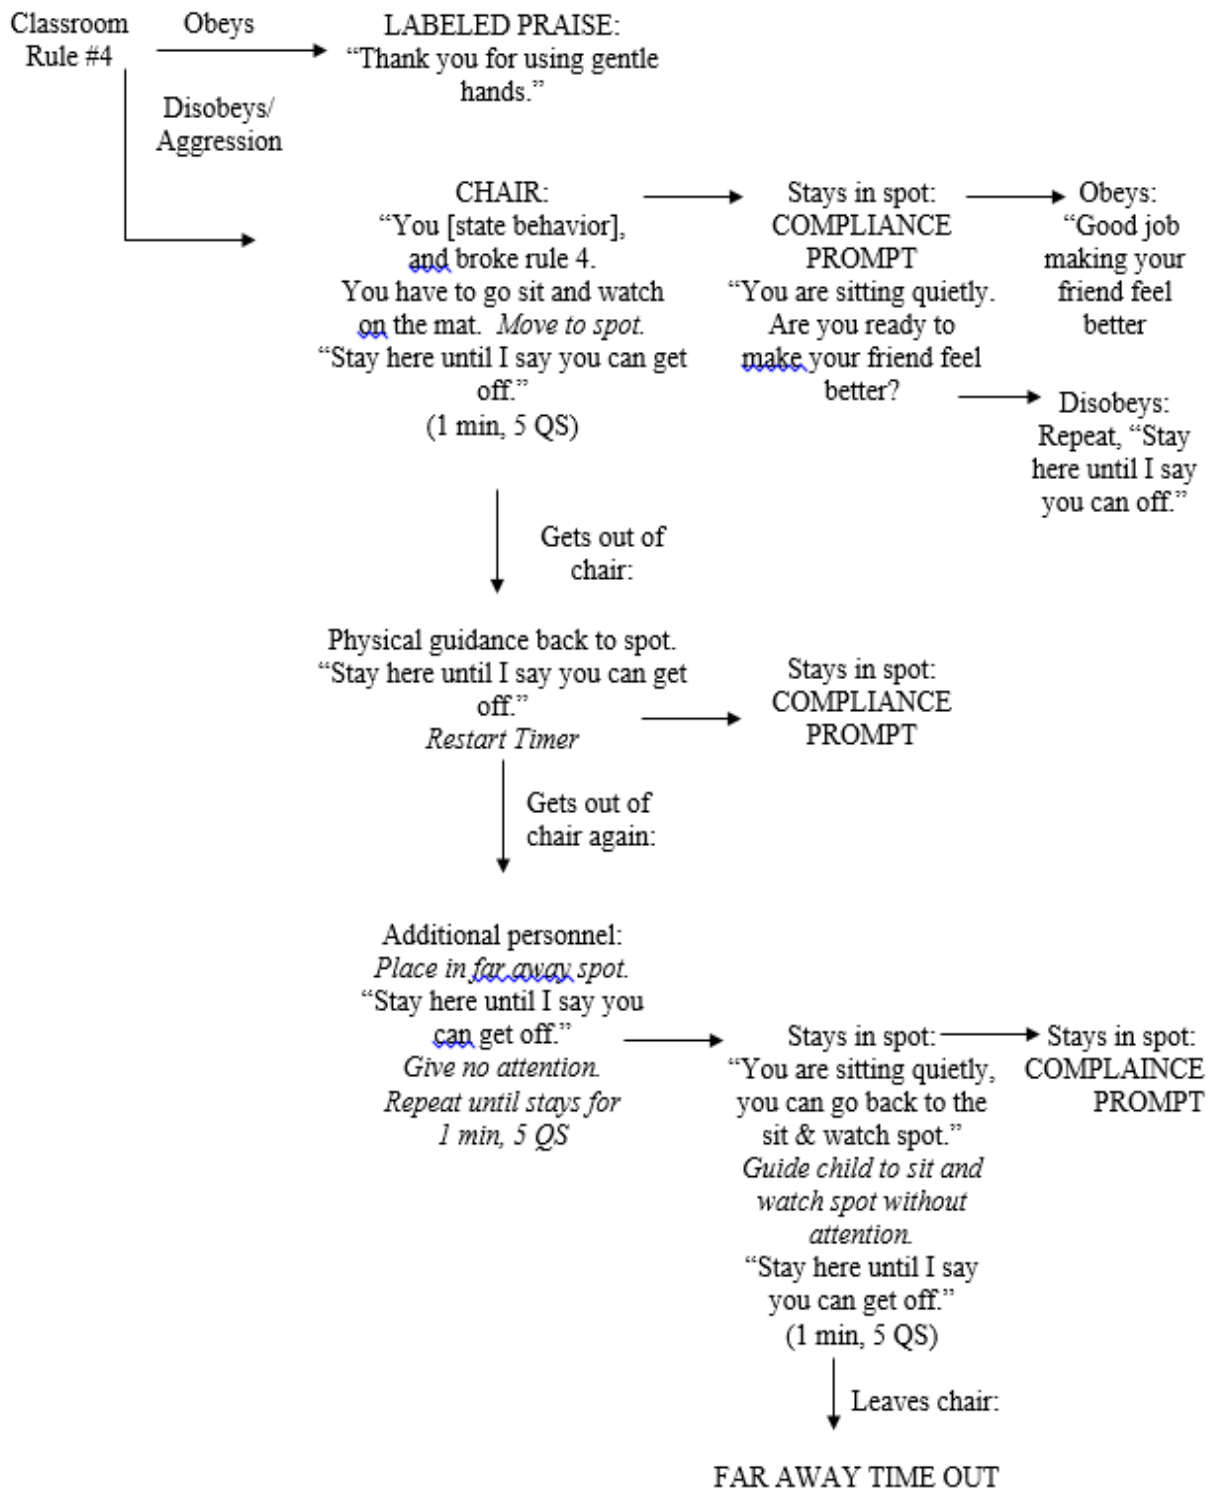 Classroom
Rule #4
Obeys
LABELED PRAISE:
“Thank you for using gentle
hands.”
Disobeys/
Aggression
CHAIR:
“You [state behavior],
and broke rule 4.
You have to go sit and watch
on the mat. Move to spot.
“Stay here until I say you can get
off.”
(1 min, 5 QS)
Stays in spot:
COMPLIANCE
PROMPT
“You are sitting quietly.
Are you ready to
make your friend feel
better?
Obeys:
“Good job
making your
friend feel
better
Disobeys:
Repeat, “Stay
here until I say
you can off.”
Gets out of
chair:
Physical guidance back to spot.
“Stay here until I say you can get
off.”
Restart Timer
Stays in spot:
COMPLIANCE
PROMPT
Gets out of
chair again:
Additional personnel:
Place in far away spot.
“Stay here until I say you
can get off.”
Give no attention.
Repeat until stays for
1 min, 5 QS
Stays in spot:
“You are sitting quietly,
you can go back to the
sit & watch spot.”
Guide child to sit and
watch spot without
attention.
“Stay here until I say
you can get off.”
(1 min, 5 QS)
Stays in spot:
COMPLAINCE
PROMPT
Leaves chair:
FAR AWAY TIME OUT